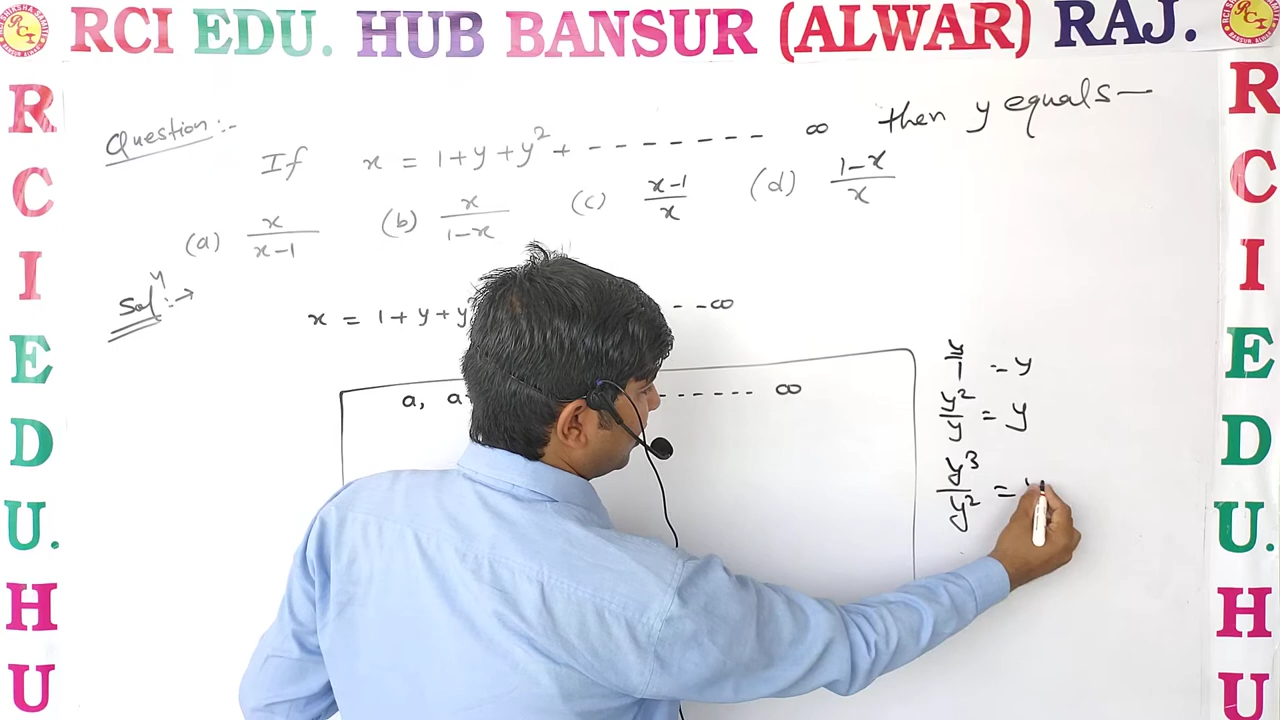 RCI EDU. HUB BANSUR (ALWAR) RAJ.
R
C
I
E
D
U.
H
U
R
C
I
E
D
U.
H
U
Question:-
If x = 1 + y + y² + - - - - - - - ∞ then y equals—
(a) x/(x-1) (b) x/(1-x) (c) (x-1)/x (d) (1-x)/x
Solⁿ:→
x = 1 + y + y - - ∞
a, a - - - - - - - ∞
y/1 = y
y²/y = y
y³/y² =